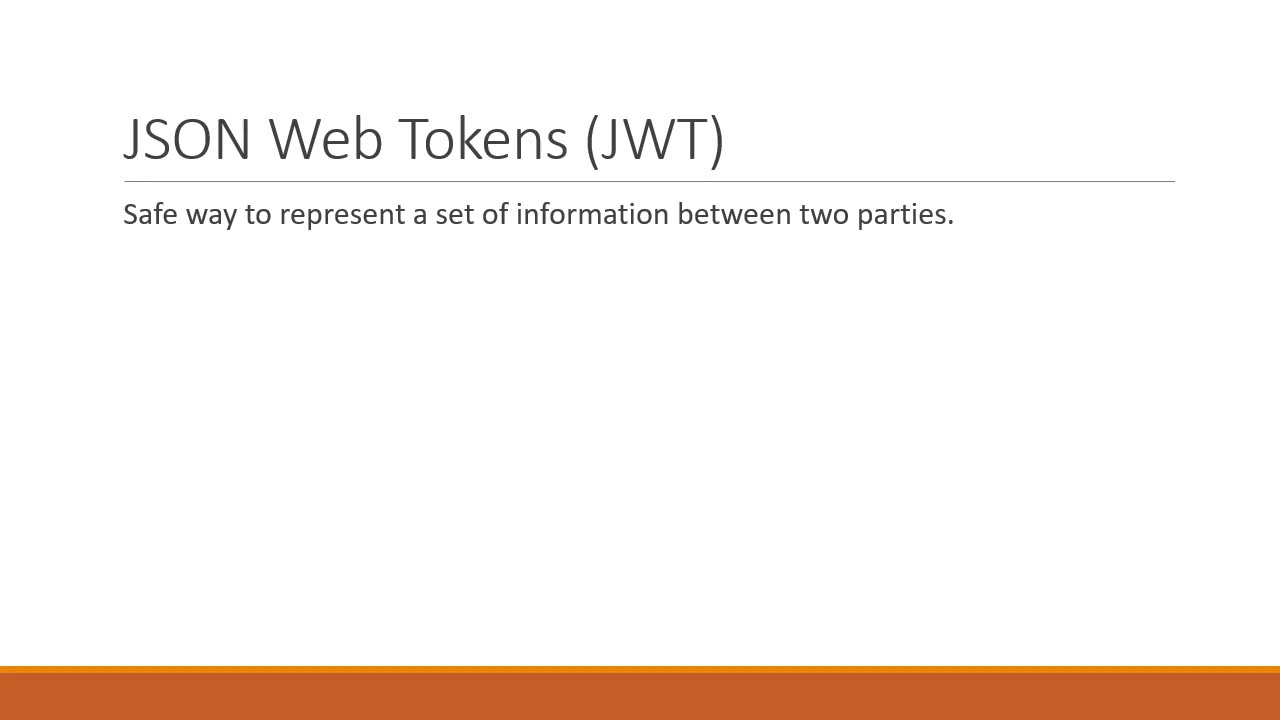 JSON Web Tokens (JWT)
Safe way to represent a set of information between two parties.